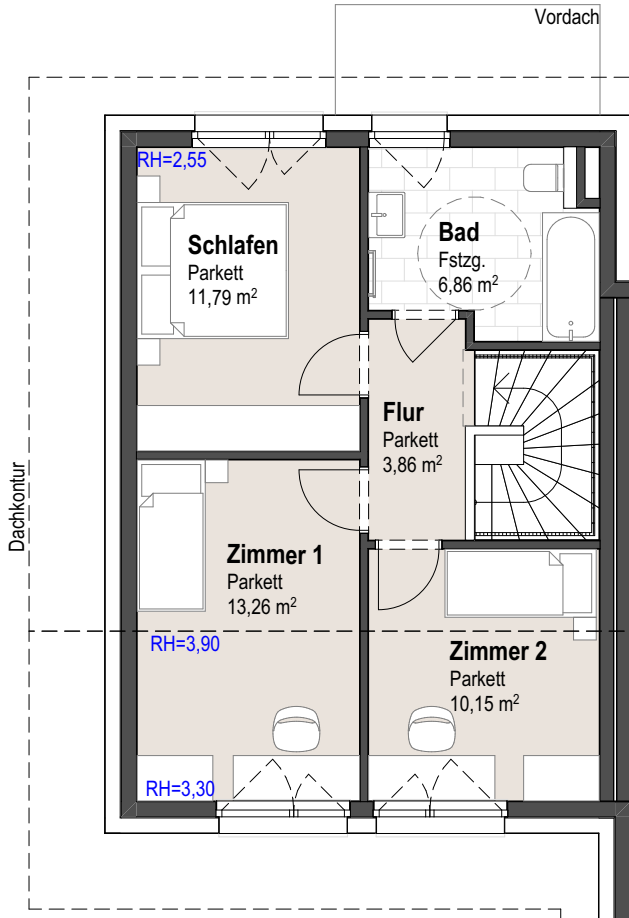 Vordach
RH=2,55
Schlafen
Parkett
11,79 m²
Bad
Fstzg.
6,86 m²
Flur
Parkett
3,86 m²
Dachkontur
Zimmer 1
Parkett
13,26 m²
RH=3,90
Zimmer 2
Parkett
10,15 m²
RH=3,30